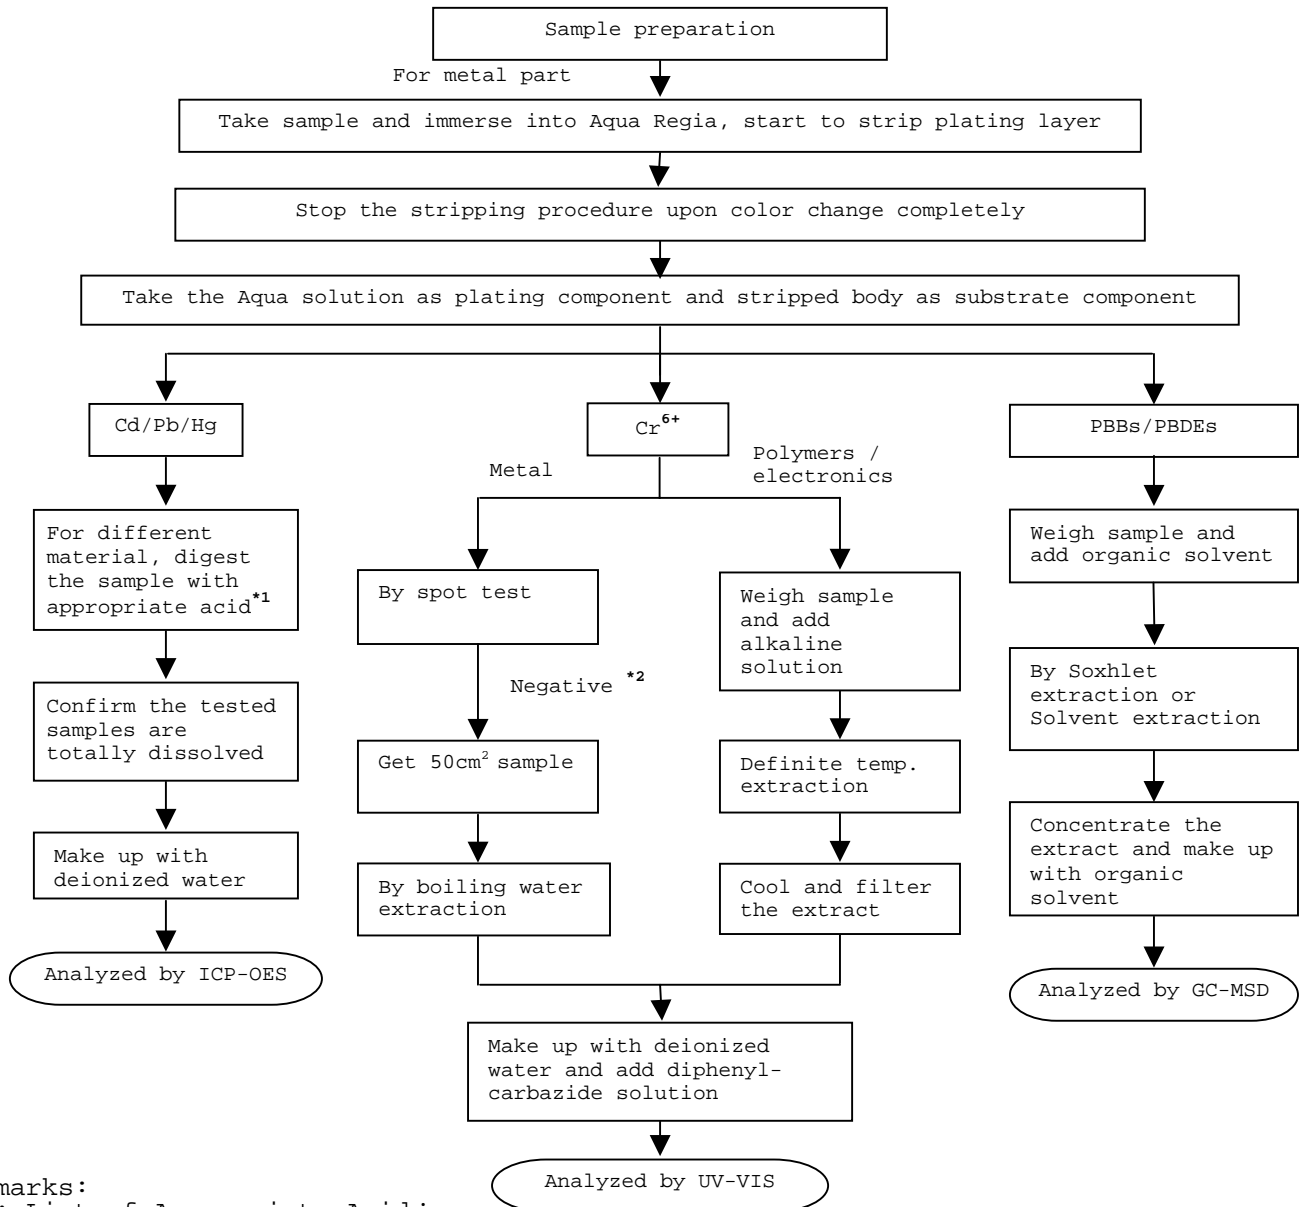 Sample preparation
For metal part
Take sample and immerse into Aqua Regia, start to strip plating layer
Stop the stripping procedure upon color change completely
Take the Aqua solution as plating component and stripped body as substrate component
Cd/Pb/Hg
For different
material, digest
the sample with
appropriate acid*1
Confirm the tested
samples are
totally dissolved
Make up with
deionized water
Analyzed by ICP-OES
Cr6+
Metal
By spot test
Negative *2
Get 50cm2 sample
By boiling water
extraction
Polymers /
electronics
Weigh sample
and add
alkaline
solution
Definite temp.
extraction
Cool and filter
the extract
Make up with deionized
water and add diphenyl-
carbazide solution
Analyzed by UV-VIS
PBBs/PBDEs
Weigh sample and
add organic solvent
By Soxhlet
extraction or
Solvent extraction
Concentrate the
extract and make up
with organic
solvent
Analyzed by GC-MSD
marks:
List of Appropriate Acid: